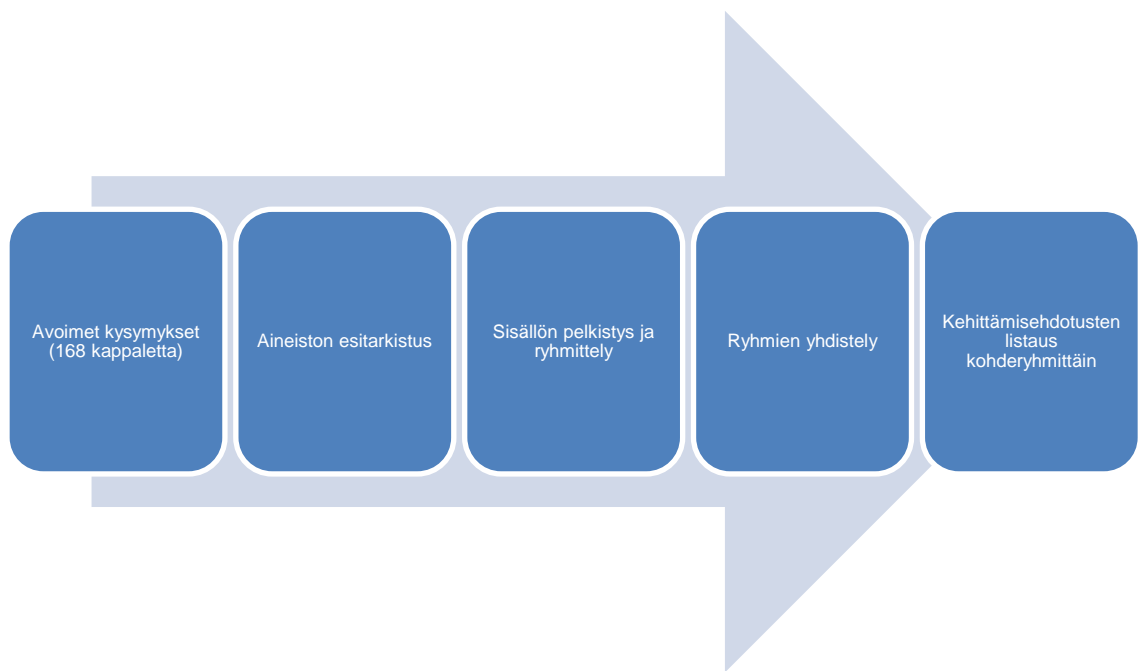 Avoimet kysymykset
(168 kappaletta)
Aineiston esitarkistus
Sisällön pelkistys ja
ryhmittely
Ryhmien yhdistely
Kehittämisehdotusten
listaus
kohderyhmittäin